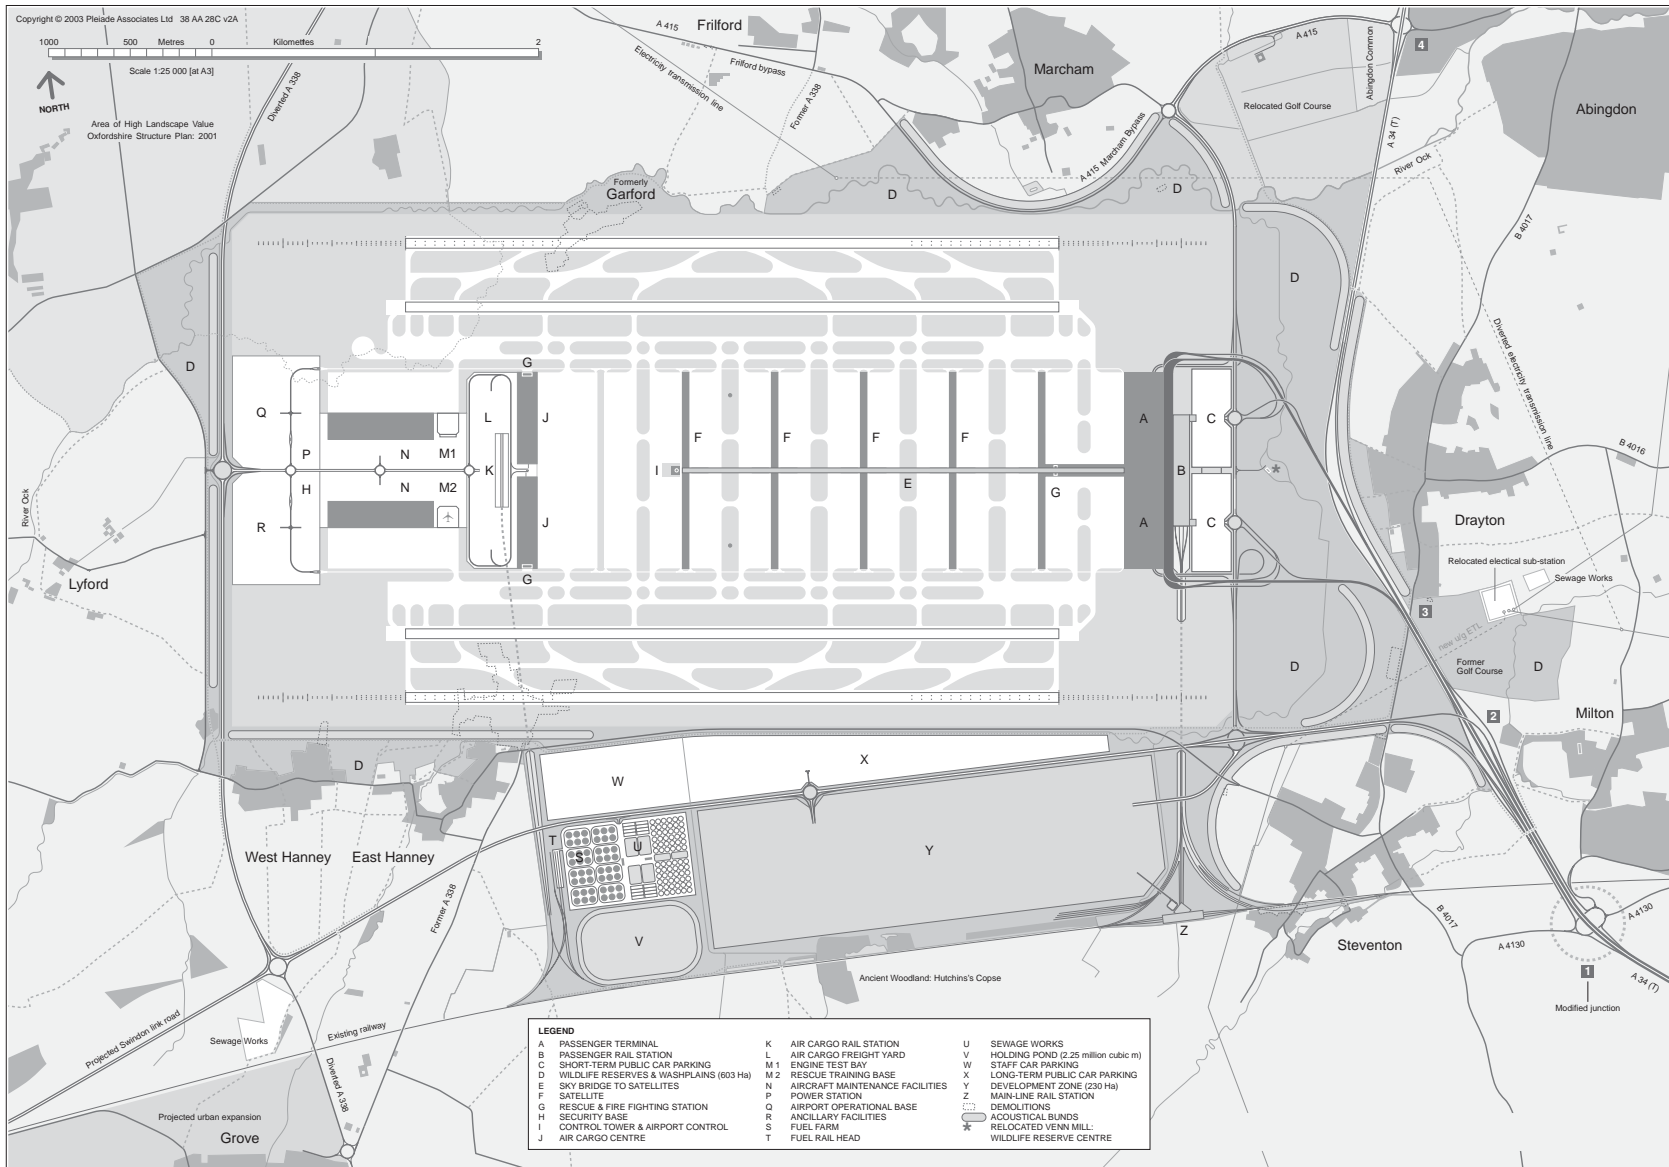 Copyright © 2003 Pleiade Associates Ltd   38 AA 28C v2A
1000 500 Metres 0 Kilometres 2
Scale 1:25 000 [at A3]
NORTH
Area of High Landscape Value
Oxfordshire Structure Plan: 2001
Diverted A 338
A 415
Frilford
Electricity transmission line
Frilford bypass
Former A 338
Marcham
A 415 Marcham Bypass
A 415
Relocated Golf Course
Abingdon Common
4
A 34 (T)
River Ock
Abingdon
B 4017
Formerly
Garford
D
D
D
D
Diverted electricity transmission line
B 4016
Q
P
N
M1
L
K
G
J
H
N
M2
R
J
G
I
F
F
F
F
E
G
A
A
B
C
C
River Ock
Lyford
Drayton
Relocated electical sub-station
Sewage Works
3
new u/g ETL
Former
Golf Course
D
D
2
Milton
D
West Hanney
East Hanney
W
X
T
S
U
Y
V
Z
Former A 338
Ancient Woodland: Hutchins's Copse
Steventon
B 4017
A 4130
A 4130
A 34 (T)
1
Modified junction
Projected Swindon link road
Sewage Works
Existing railway
Diverted A 338
Projected urban expansion
Grove
LEGEND
A PASSENGER TERMINAL
B PASSENGER RAIL STATION
C SHORT-TERM PUBLIC CAR PARKING
D WILDLIFE RESERVES & WASHPLAINS (603 Ha)
E SKY BRIDGE TO SATELLITES
F SATELLITE
G RESCUE & FIRE FIGHTING STATION
H SECURITY BASE
I CONTROL TOWER & AIRPORT CONTROL
J AIR CARGO CENTRE
K AIR CARGO RAIL STATION
L AIR CARGO FREIGHT YARD
M 1 ENGINE TEST BAY
M 2 RESCUE TRAINING BASE
N AIRCRAFT MAINTENANCE FACILITIES
P POWER STATION
Q AIRPORT OPERATIONAL BASE
R ANCILLARY FACILITIES
S FUEL FARM
T FUEL RAIL HEAD
U SEWAGE WORKS
V HOLDING POND (2.25 million cubic m)
W STAFF CAR PARKING
X LONG-TERM PUBLIC CAR PARKING
Y DEVELOPMENT ZONE (230 Ha)
Z MAIN-LINE RAIL STATION
DEMOLITIONS
ACOUSTICAL BUNDS
* RELOCATED VENN MILL:
WILDLIFE RESERVE CENTRE